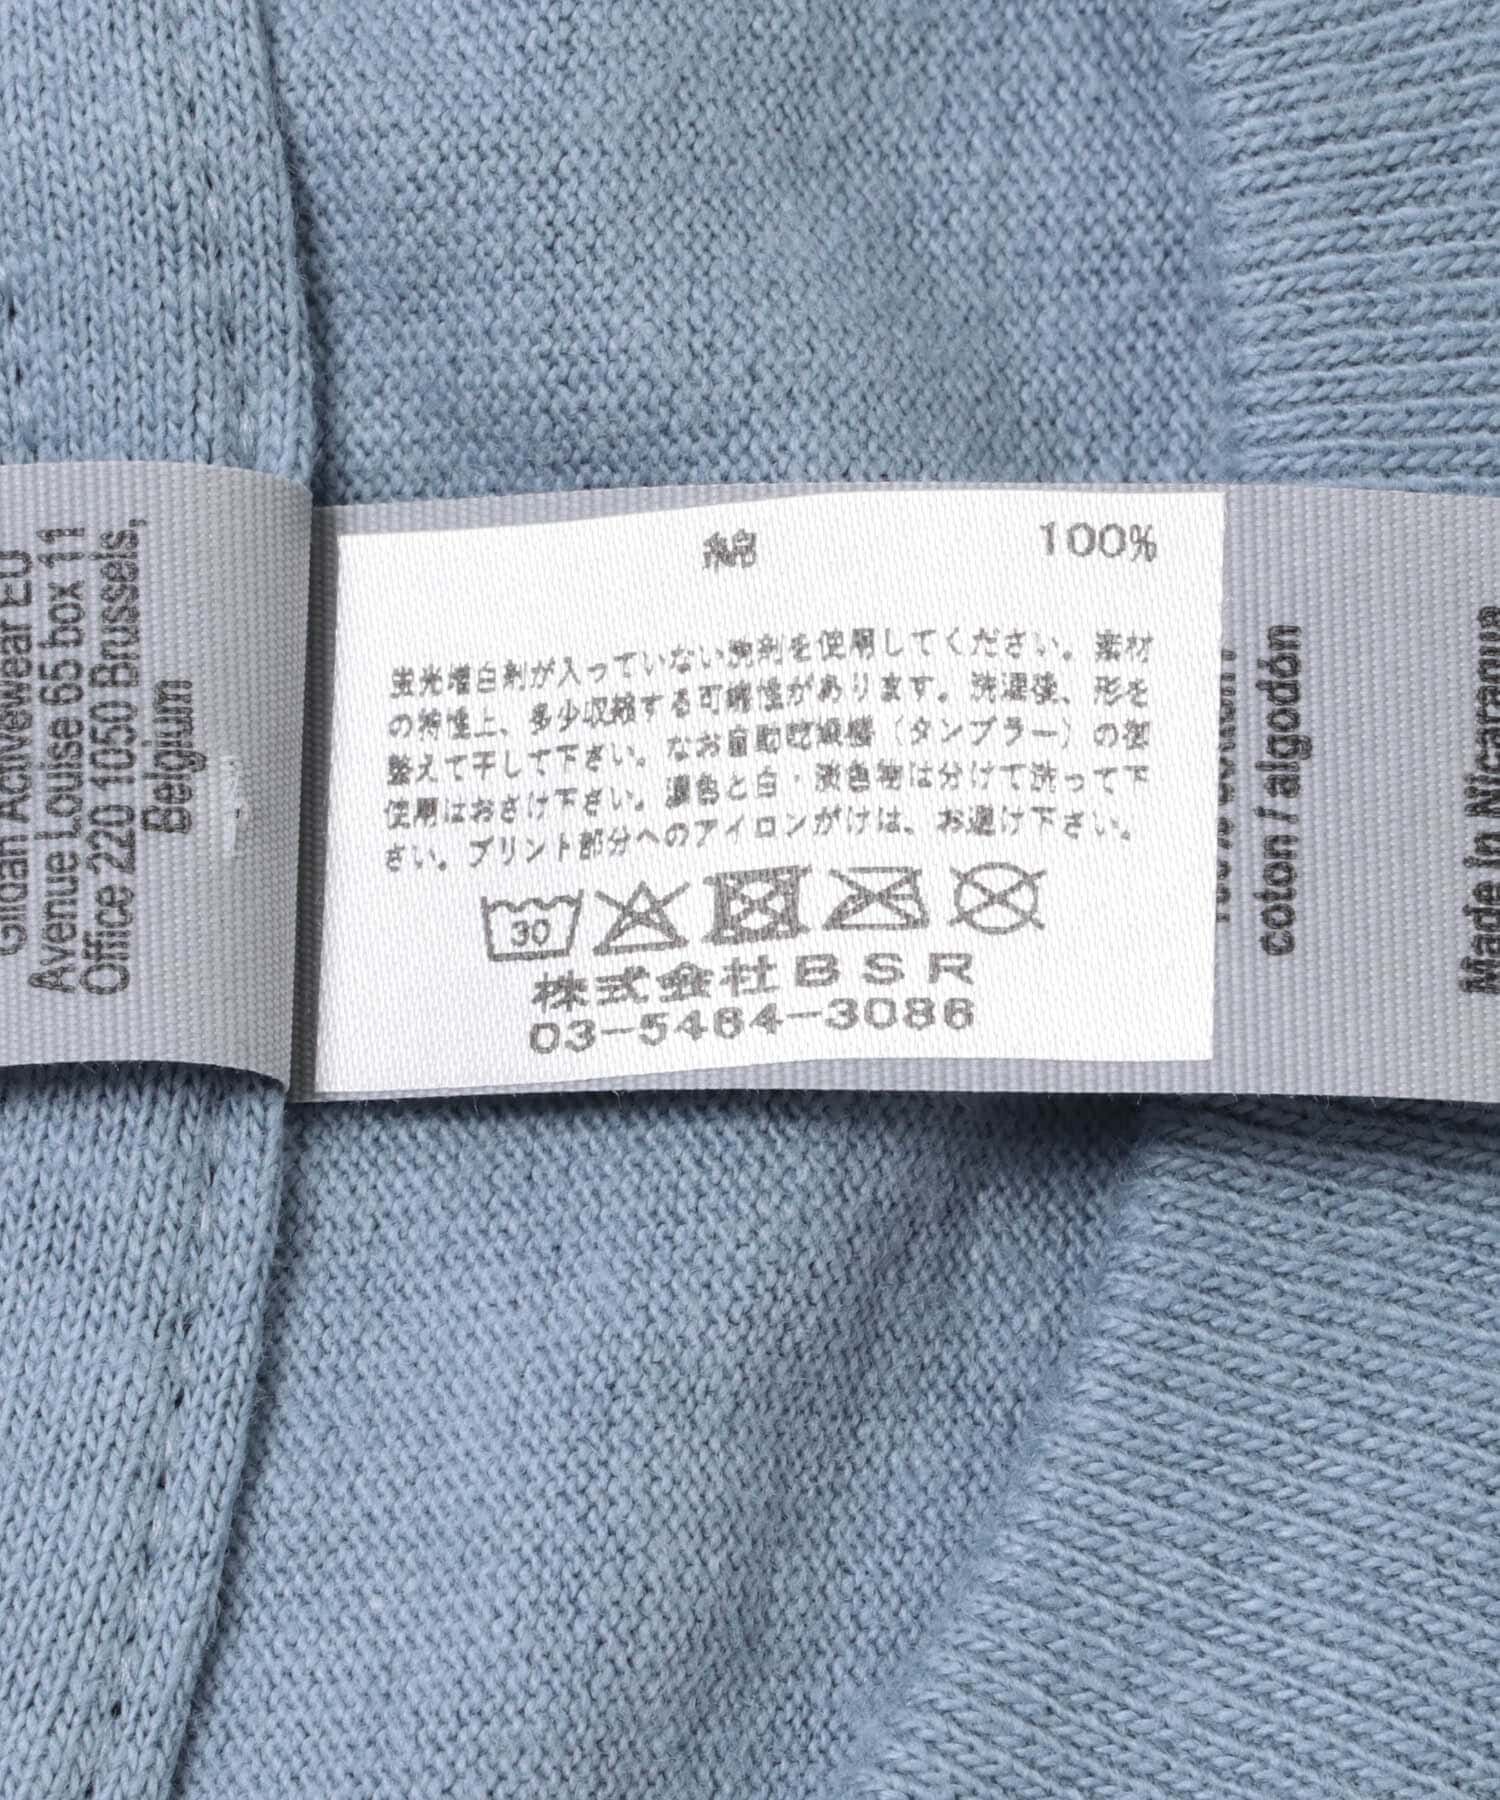 Gildan Activewear EU
Avenue Louise 65 box 11
Office 220 1050 Brussels,
Belgium
綿 100%
蛍光増白剤が入っていない洗剤を使用してください。素材
の特性上、多少収縮する可能性があります。洗濯後、形を
整えて干して下さい。なお自動乾燥機（タンブラー）の御
使用はおさけ下さい。濃色と白・淡色物は分けて洗って下
さい。プリント部分へのアイロンがけは、お避け下さい。
30
株式会社BSR
03-5464-3086
coton / algodón
Made in Nicaragua